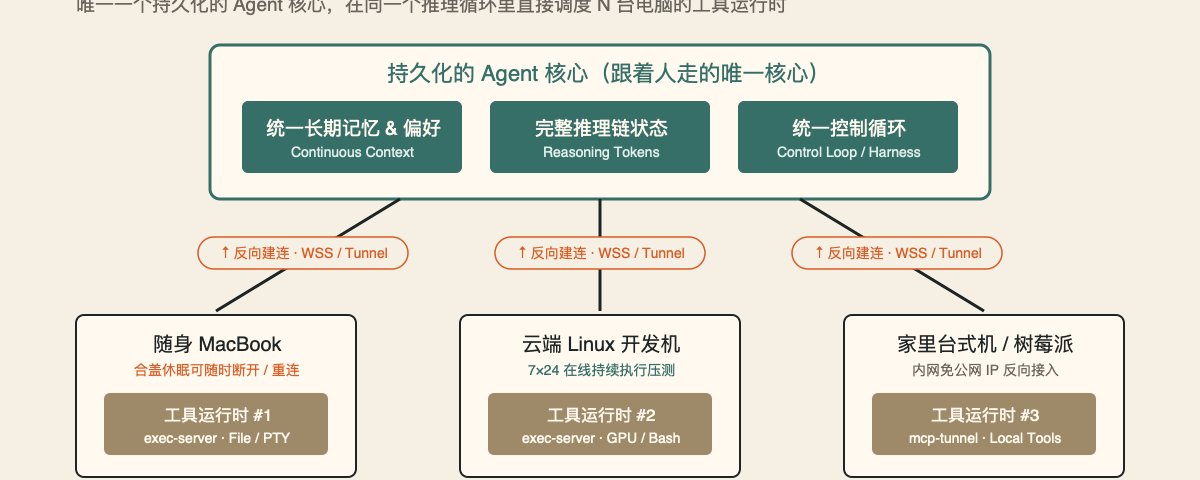 唯一一个持久化的 Agent 核心，在同一个推理循环里直接调度 N 台电脑的工具运行时
持久化的 Agent 核心（跟着人走的唯一核心）
统一长期记忆 & 偏好
Continuous Context
完整推理链状态
Reasoning Tokens
统一控制循环
Control Loop / Harness
↑ 反向建连 · WSS / Tunnel
↑ 反向建连 · WSS / Tunnel
↑ 反向建连 · WSS / Tunnel
随身 MacBook
合盖休眠可随时断开 / 重连
工具运行时 #1
exec-server · File / PTY
云端 Linux 开发机
7×24 在线持续执行压测
工具运行时 #2
exec-server · GPU / Bash
家里台式机 / 树莓派
内网免公网 IP 反向接入
工具运行时 #3
mcp-tunnel · Local Tools